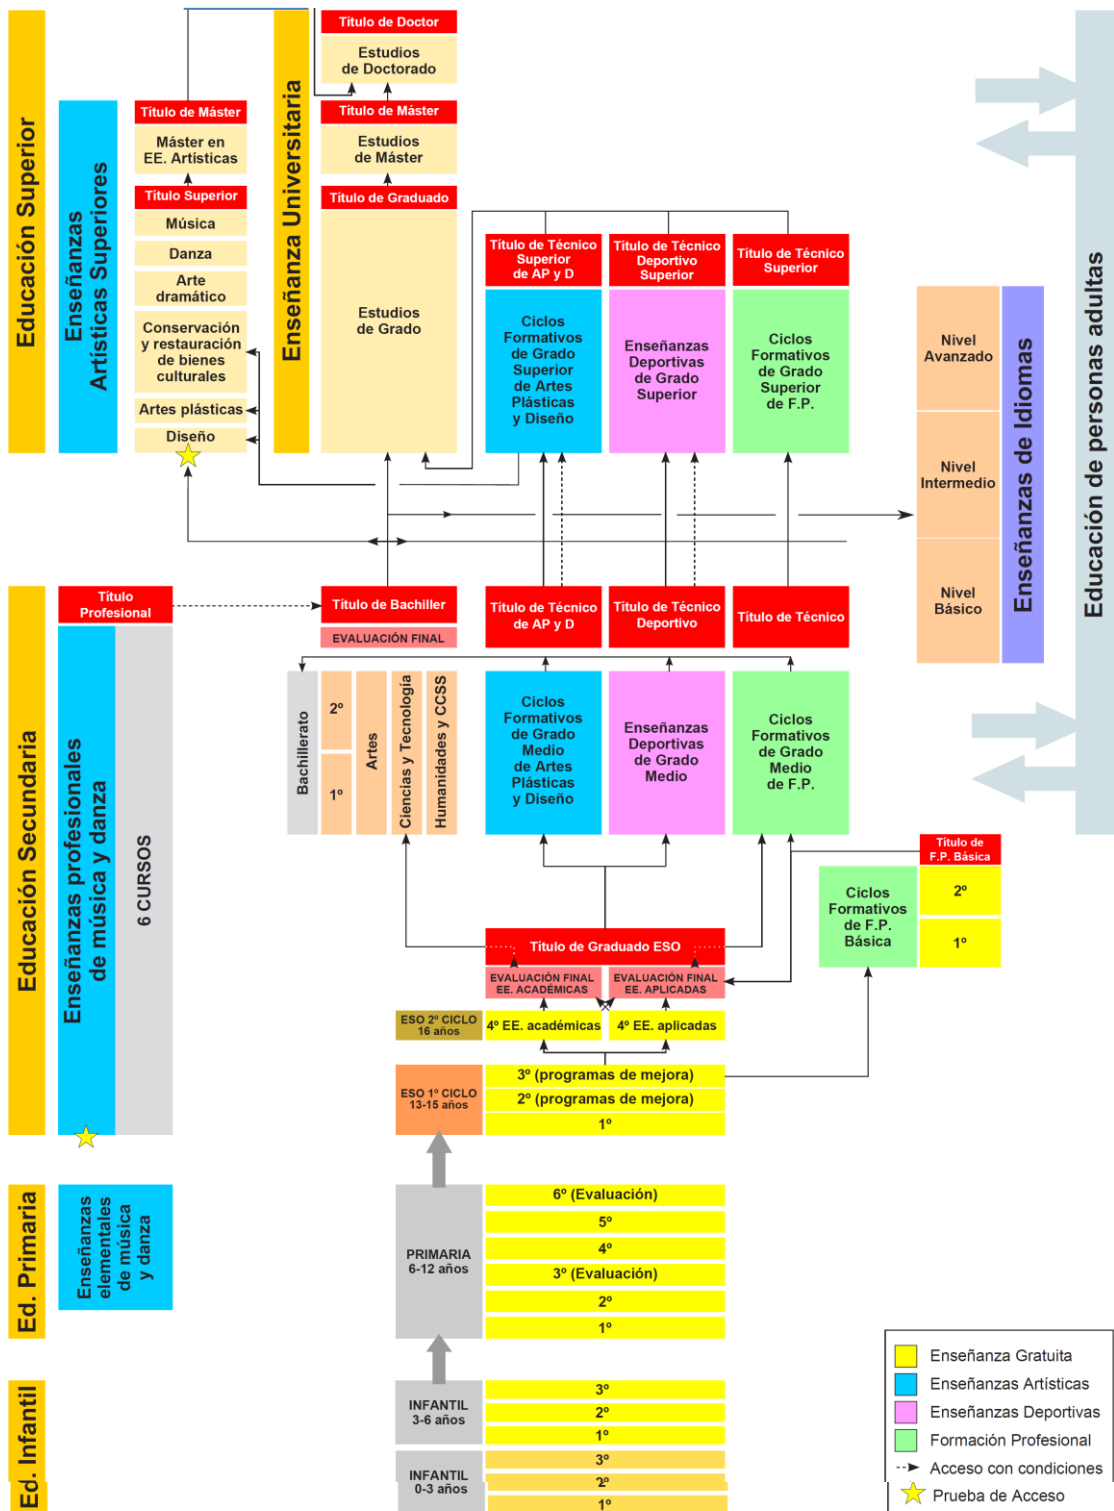 Educación Superior
Enseñanzas
Artísticas Superiores
Título de Máster
Máster en
EE. Artísticas
Título Superior
Música
Danza
Arte
dramático
Conservación
y restauración
de bienes
culturales
Artes plásticas
Diseño
Enseñanza Universitaria
Título de Doctor
Estudios
de Doctorado
Título de Máster
Estudios
de Máster
Título de Graduado
Estudios
de Grado
Título de Técnico
Superior
de AP y D
Ciclos
Formativos
de Grado
Superior
de Artes
Plásticas
y Diseño
Título de Técnico
Deportivo
Superior
Enseñanzas
Deportivas
de Grado
Superior
Título de Técnico
Superior
Ciclos
Formativos
de Grado
Superior
de F.P.
Nivel
Avanzado
Nivel
Intermedio
Nivel
Básico
Enseñanzas de Idiomas
Educación de personas adultas
Educación Secundaria
Título
Profesional
Enseñanzas profesionales
de música y danza
6 CURSOS
Título de Bachiller
EVALUACIÓN FINAL
Bachillerato
2º
1º
Artes
Ciencias y Tecnología
Humanidades y CCSS
Título de Técnico
de AP y D
Ciclos
Formativos
de Grado
Medio
de Artes
Plásticas
y Diseño
Título de Técnico
Deportivo
Enseñanzas
Deportivas
de Grado
Medio
Título de Técnico
Ciclos
Formativos
de Grado
Medio
de F.P.
Título de
F.P. Básica
Ciclos
Formativos
de F.P.
Básica
2º
1º
Título de Graduado ESO
EVALUACIÓN FINAL
EE. ACADÉMICAS
EVALUACIÓN FINAL
EE. APLICADAS
ESO 2º CICLO
16 años
4º EE. académicas
4º EE. aplicadas
ESO 1º CICLO
13-15 años
3º (programas de mejora)
2º (programas de mejora)
1º
Ed. Primaria
Enseñanzas
elementales
de música
y danza
PRIMARIA
6-12 años
6º (Evaluación)
5º
4º
3º (Evaluación)
2º
1º
Ed. Infantil
INFANTIL
3-6 años
3º
2º
1º
INFANTIL
0-3 años
3º
2º
1º
Enseñanza Gratuita
Enseñanzas Artísticas
Enseñanzas Deportivas
Formación Profesional
Acceso con condiciones
Prueba de Acceso